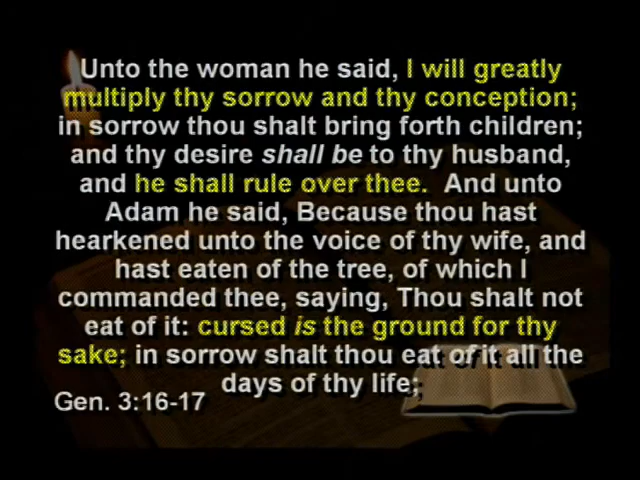 Unto the woman he said, I will greatly
multiply thy sorrow and thy conception;
in sorrow thou shalt bring forth children;
and thy desire shall be to thy husband,
and he shall rule over thee. And unto
Adam he said, Because thou hast
hearkened unto the voice of thy wife, and
hast eaten of the tree, of which I
commanded thee, saying, Thou shalt not
eat of it: cursed is the ground for thy
sake; in sorrow shalt thou eat of it all the
days of thy life;
Gen. 3:16-17